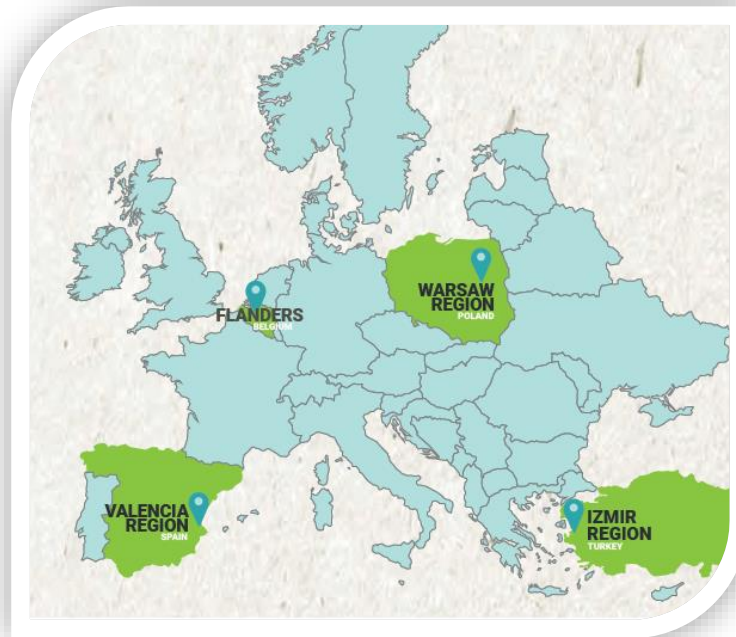 WARSAW
REGION
POLAND
FLANDERS
BELGIUM
VALENCIA
REGION
SPAIN
IZMIR
REGION
TURKEY